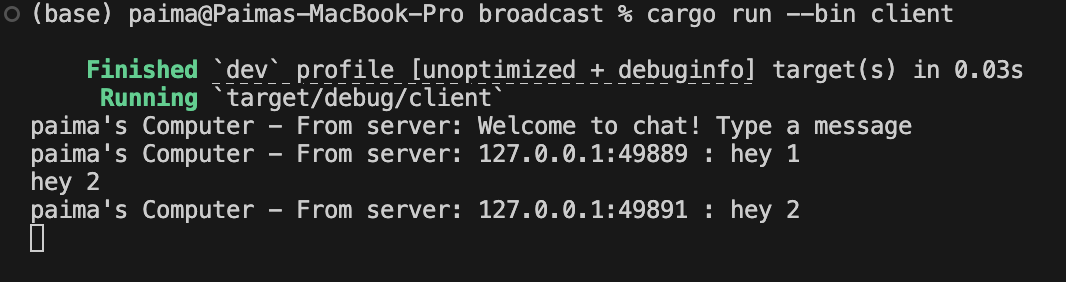 (base) paima@Paimas-MacBook-Pro broadcast % cargo run --bin client
Finished `dev` profile [unoptimized + debuginfo] target(s) in 0.03s
Running `target/debug/client`
paima's Computer - From server: Welcome to chat! Type a message
paima's Computer - From server: 127.0.0.1:49889 : hey 1
hey 2
paima's Computer - From server: 127.0.0.1:49891 : hey 2